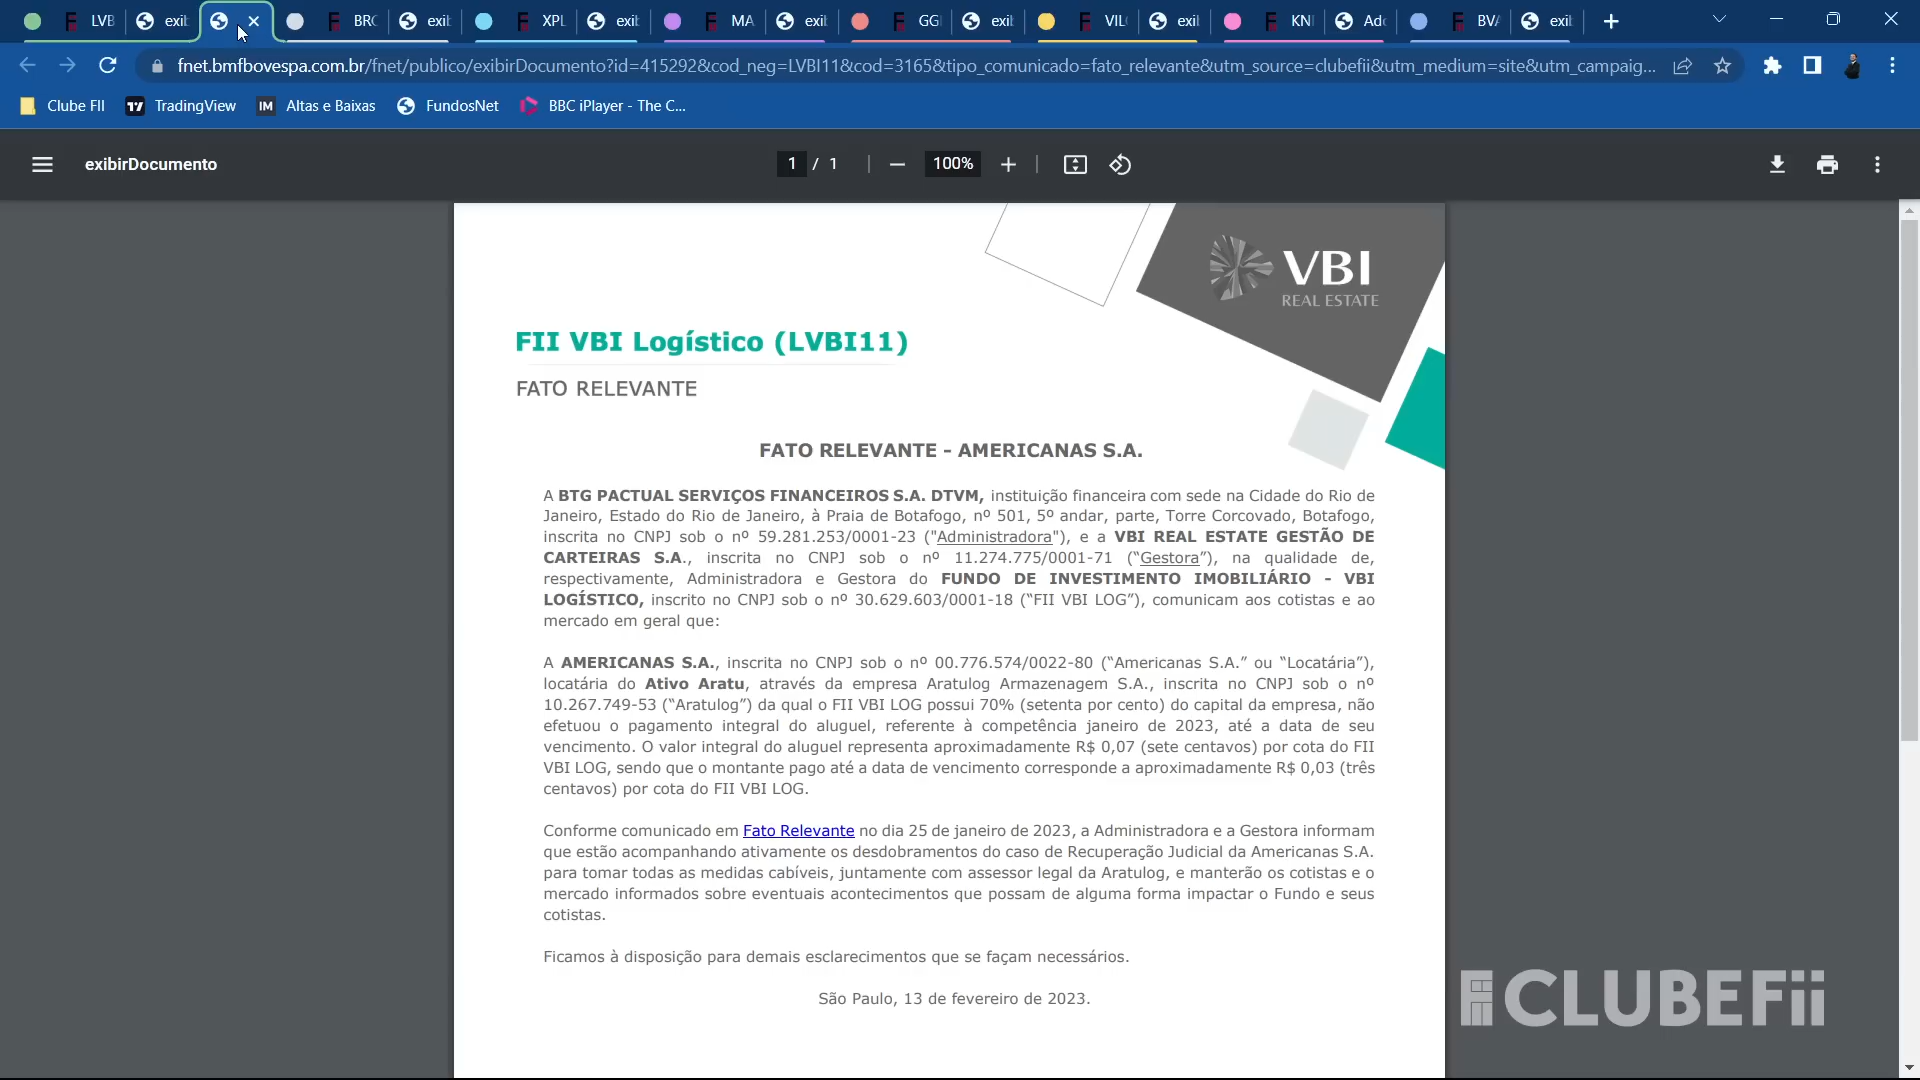 LVB
exil
BRC
exil
XPL
exil
MA
exil
GGI
exil
VIL
exil
KNI
Ad
BVA
exil
fnet.bmfbovespa.com.br/fnet/publico/exibirDocumento?id=415292&cod_neg=LVBI11&cod=3165&tipo_comunicado=fato_relevante&utm_source=clubefii&utm_medium=site&utm_campaig...
Clube FII
TradingView
IM Altas e Baixas
FundosNet
BBC iPlayer - The C...
exibirDocumento
1 / 1
100%
VBI
REAL ESTATE
FII VBI Logístico (LVBI11)
FATO RELEVANTE
FATO RELEVANTE - AMERICANAS S.A.
A BTG PACTUAL SERVIÇOS FINANCEIROS S.A. DTVM, instituição financeira com sede na Cidade do Rio de
Janeiro, Estado do Rio de Janeiro, à Praia de Botafogo, nº 501, 5º andar, parte, Torre Corcovado, Botafogo,
inscrita no CNPJ sob o nº 59.281.253/0001-23 ("Administradora"), e a VBI REAL ESTATE GESTÃO DE
CARTEIRAS S.A., inscrita no CNPJ sob o nº 11.274.775/0001-71 (“Gestora”), na qualidade de,
respectivamente, Administradora e Gestora do FUNDO DE INVESTIMENTO IMOBILIÁRIO - VBI
LOGÍSTICO, inscrito no CNPJ sob o nº 30.629.603/0001-18 (“FII VBI LOG”), comunicam aos cotistas e ao
mercado em geral que:
A AMERICANAS S.A., inscrita no CNPJ sob o nº 00.776.574/0022-80 (“Americanas S.A.” ou “Locatária”),
locatária do Ativo Aratu, através da empresa Aratulog Armazenagem S.A., inscrita no CNPJ sob o nº
10.267.749-53 (“Aratulog”) da qual o FII VBI LOG possui 70% (setenta por cento) do capital da empresa, não
efetuou o pagamento integral do aluguel, referente à competência janeiro de 2023, até a data de seu
vencimento. O valor integral do aluguel representa aproximadamente R$ 0,07 (sete centavos) por cota do FII
VBI LOG, sendo que o montante pago até a data de vencimento corresponde a aproximadamente R$ 0,03 (três
centavos) por cota do FII VBI LOG.
Conforme comunicado em Fato Relevante no dia 25 de janeiro de 2023, a Administradora e a Gestora informam
que estão acompanhando ativamente os desdobramentos do caso de Recuperação Judicial da Americanas S.A.
para tomar todas as medidas cabíveis, juntamente com assessor legal da Aratulog, e manterão os cotistas e o
mercado informados sobre eventuais acontecimentos que possam de alguma forma impactar o Fundo e seus
cotistas.
Ficamos à disposição para demais esclarecimentos que se façam necessários.
São Paulo, 13 de fevereiro de 2023.
CLUBEFii